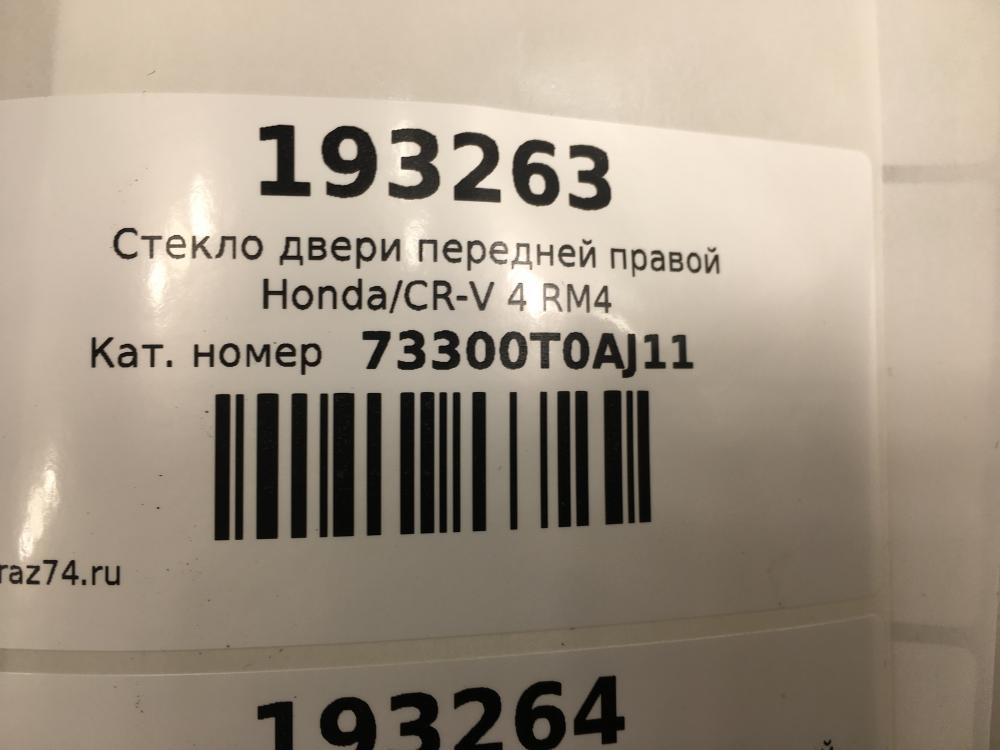 193263
Стекло двери передней правой
Honda/CR-V 4 RM4
Кат. номер 73300T0AJ11
raz74.ru
193264